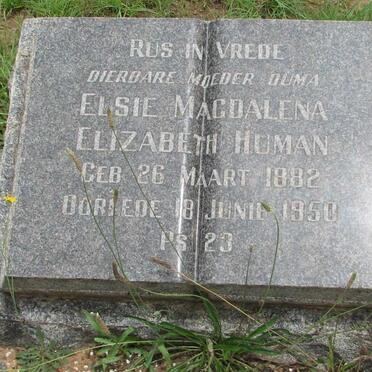 RUS IN VREDE
DIERBARE MOEDER OUMA
ELSIE MAGDALENA
ELIZABETH HUMAN
GEB 26 MAART 1882
OORLEDE 18 JUNIE 1950
PS 23